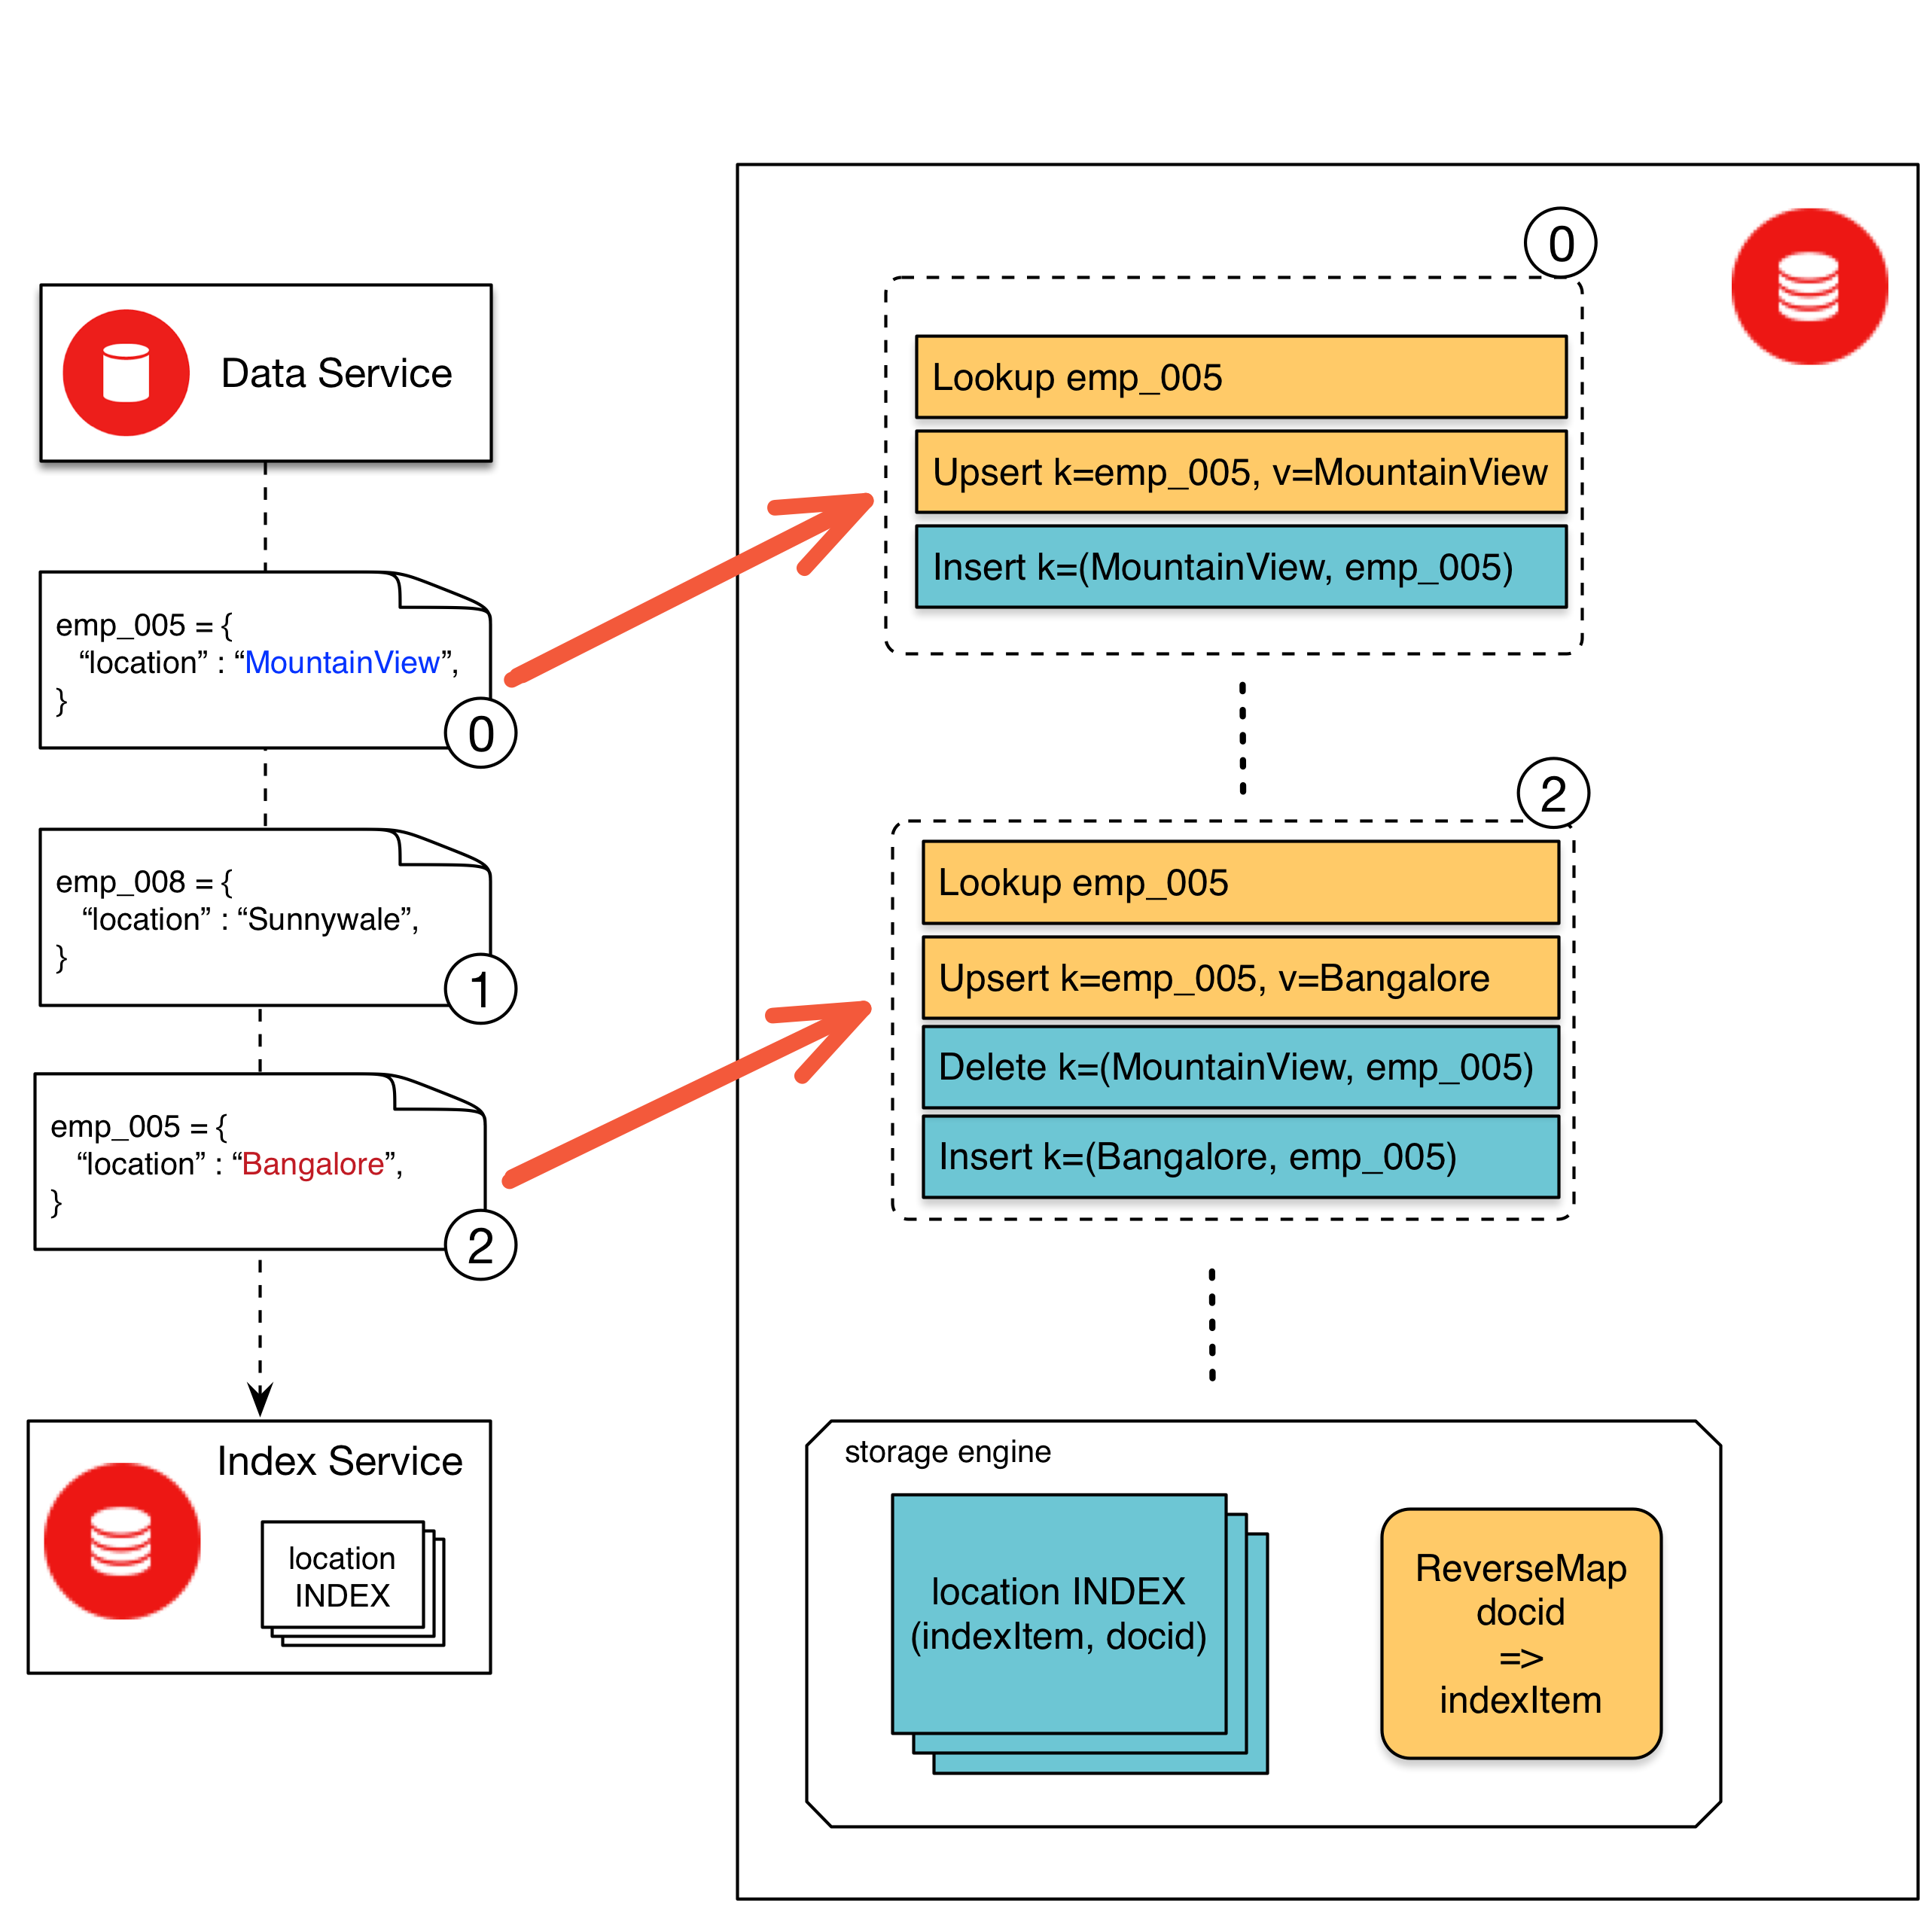 Data Service
emp_005 = {
“location” : “MountainView”,
}
0
emp_008 = {
“location” : “Sunnywale”,
}
1
emp_005 = {
“location” : “Bangalore”,
}
2
Index Service
location
INDEX
0
Lookup emp_005
Upsert k=emp_005, v=MountainView
Insert k=(MountainView, emp_005)
2
Lookup emp_005
Upsert k=emp_005, v=Bangalore
Delete k=(MountainView, emp_005)
Insert k=(Bangalore, emp_005)
storage engine
location INDEX
(indexItem, docid)
ReverseMap
docid
=>
indexItem